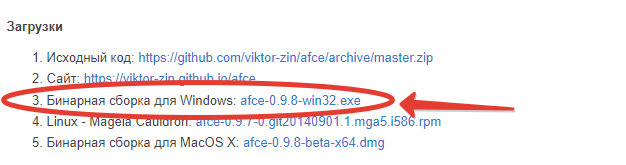 Загрузки
1. Исходный код: https://github.com/viktor-zin/afce/archive/master.zip
2. Сайт: https://viktor-zin.github.io/afce
3. Бинарная сборка для Windows: afce-0.9.8-win32.exe
4. Linux - Mageia Cauldron: afce-0.9.7-0.git20140901.1.mga5.i586.rpm
5. Бинарная сборка для MacOS X: afce-0.9.8-beta-x64.dmg